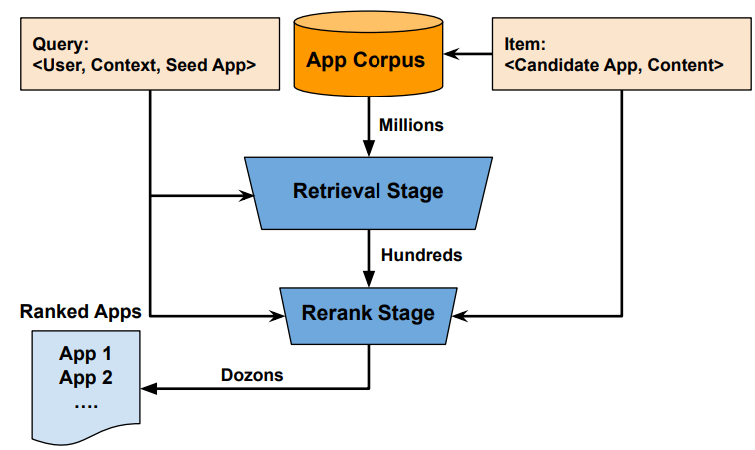 Query:
<User, Context, Seed App>
App Corpus
Item:
<Candidate App, Content>
Millions
Retrieval Stage
Hundreds
Rerank Stage
Ranked Apps
App 1
App 2
....
Dozons